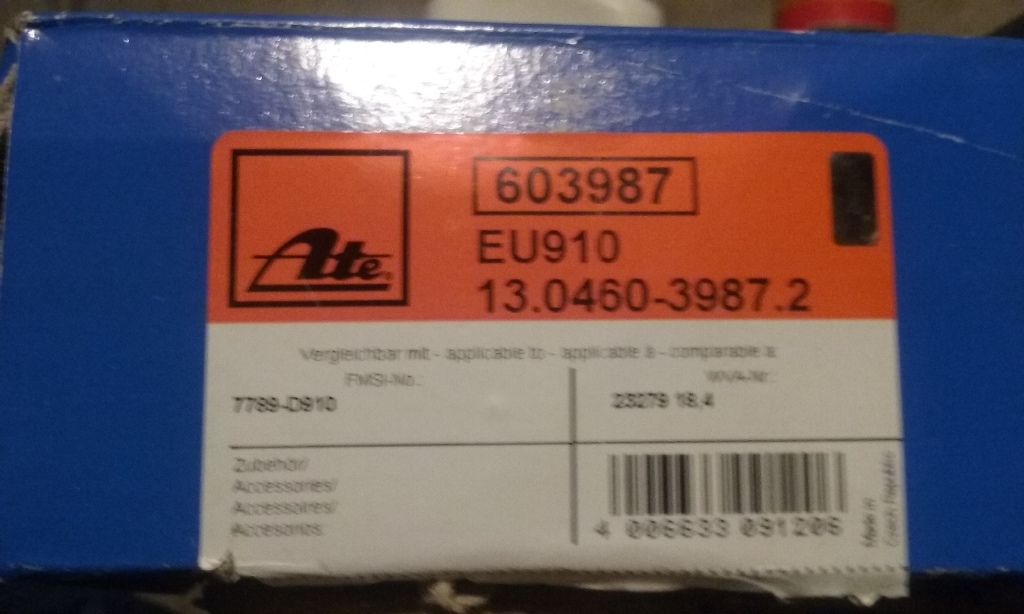 Ate
603987
EU910
13.0460-3987.2
Vergleichbar mit - applicable to - applicable à - comparable a
FMSI-No.:
WVA-Nr.:
7789-D910
23279 18,4
Zubehör/
Accessories/
Accessoires/
Accesorios
4 006633 091206
Made in
Czech Republic